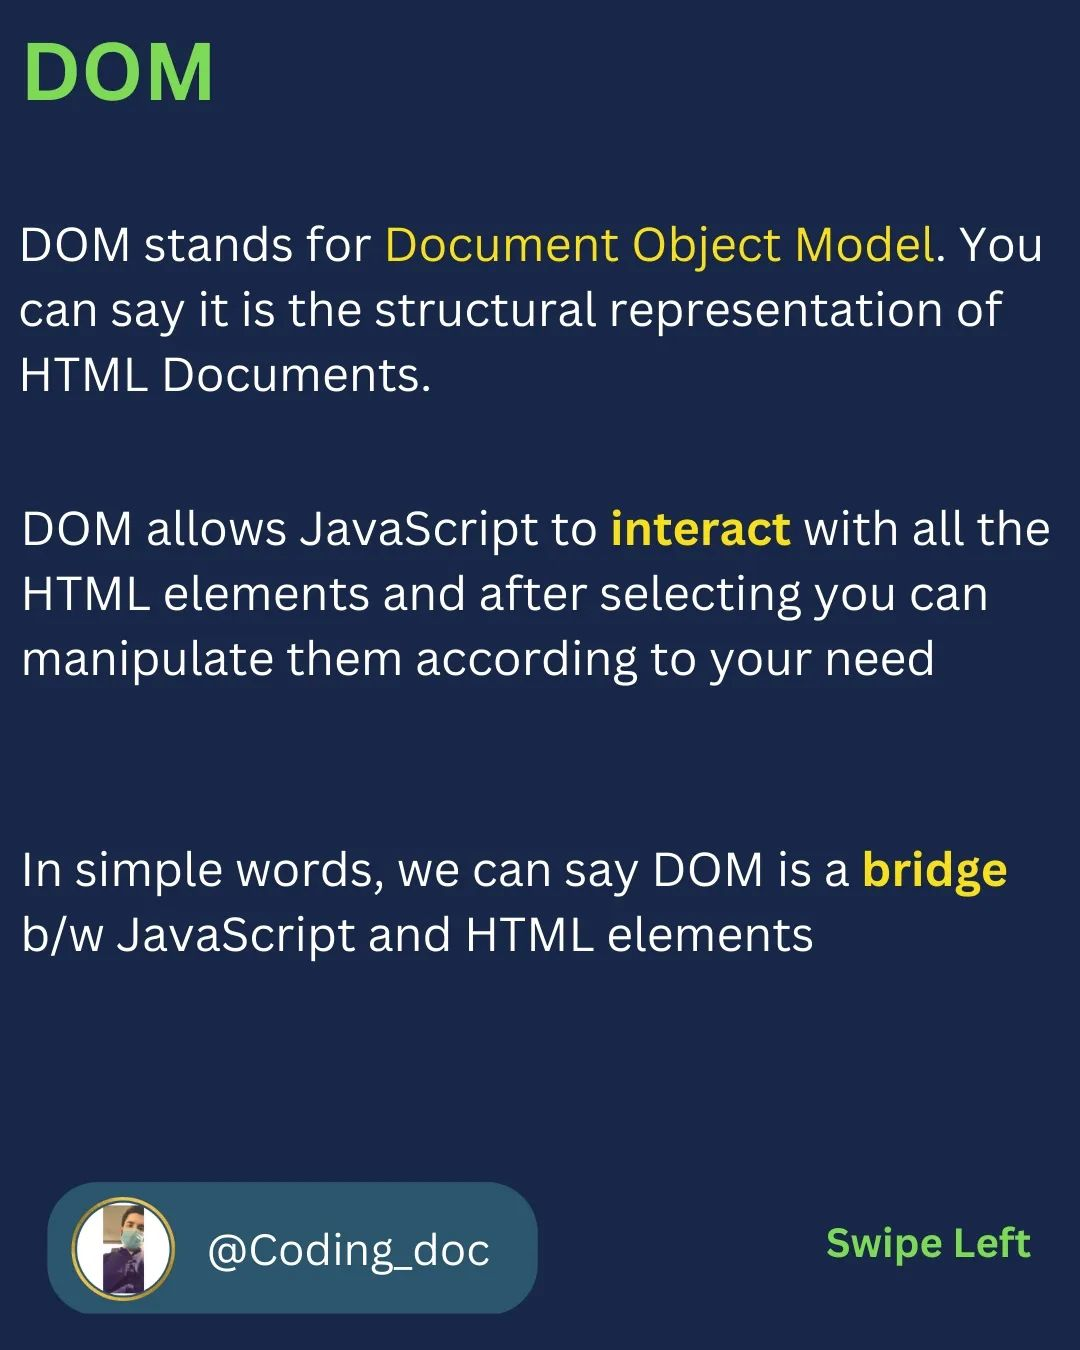 DOM
DOM stands for Document Object Model. You
can say it is the structural representation of
HTML Documents.
DOM allows JavaScript to interact with all the
HTML elements and after selecting you can
manipulate them according to your need
In simple words, we can say DOM is a bridge
b/w JavaScript and HTML elements
@Coding_doc
Swipe Left